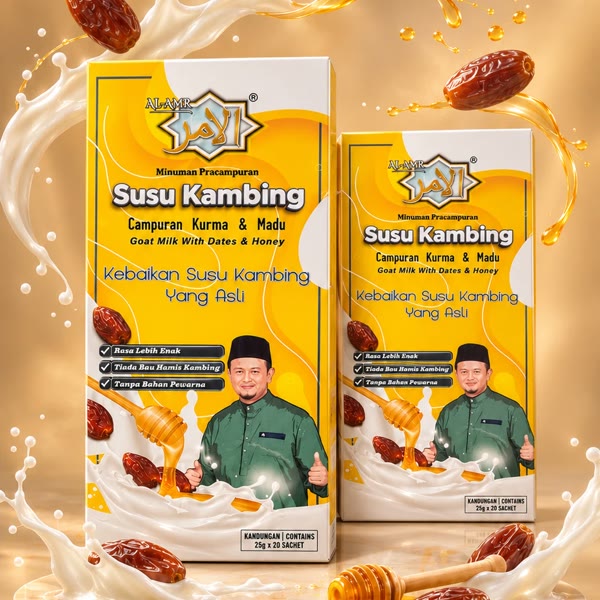 AL-AMR
الامر
®
Minuman Pracampuran
Susu Kambing
Campuran Kurma & Madu
Goat Milk With Dates & Honey
Kebaikan Susu Kambing
Yang Asli
Rasa Lebih Enak
Tiada Bau Hamis Kambing
Tanpa Bahan Pewarna
KANDUNGAN | CONTAINS
25g x 20 SACHET
AL-AMR
الامر
®
Minuman Pracampuran
Susu Kambing
Campuran Kurma & Madu
Goat Milk With Dates & Honey
Kebaikan Susu Kambing
Yang Asli
Rasa Lebih Enak
Tiada Bau Hamis Kambing
Tanpa Bahan Pewarna
KANDUNGAN | CONTAINS
25g x 20 SACHET